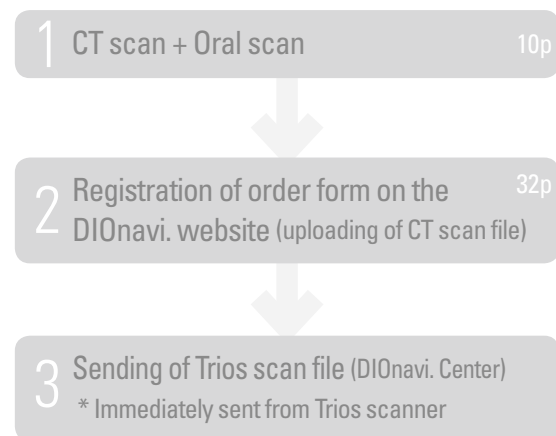 1 CT scan + Oral scan 10p
2 Registration of order form on the 32p
DIOnavi. website (uploading of CT scan file)
3 Sending of Trios scan file (DIOnavi. Center)
* Immediately sent from Trios scanner